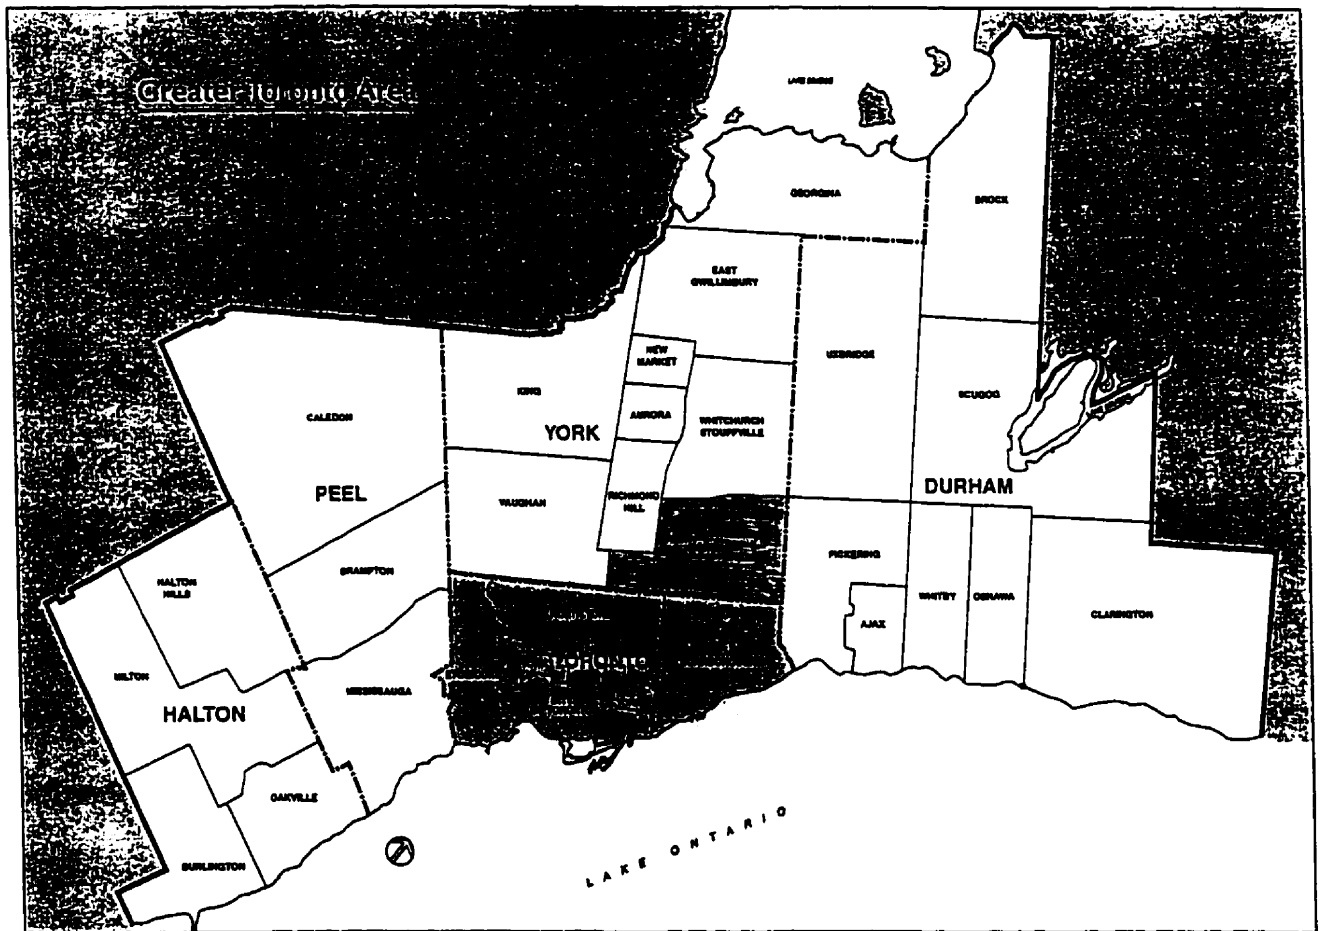 Greater Toronto Area
LAKE SIMCOE
GEORGINA
BROCK
EAST
GWILLIMBURY
NEW
MARKET
UXBRIDGE
KING
AURORA
SCUGOG
CALEDON
YORK
WHITCHURCH
STOUFFVILLE
PEEL
VAUGHAN
RICHMOND
HILL
DURHAM
HALTON
HILLS
BRAMPTON
PICKERING
WHITBY
OSHAWA
CLARINGTON
AJAX
MILTON
MISSISSAUGA
TORONTO
HALTON
OAKVILLE
BURLINGTON
LAKE ONTARIO